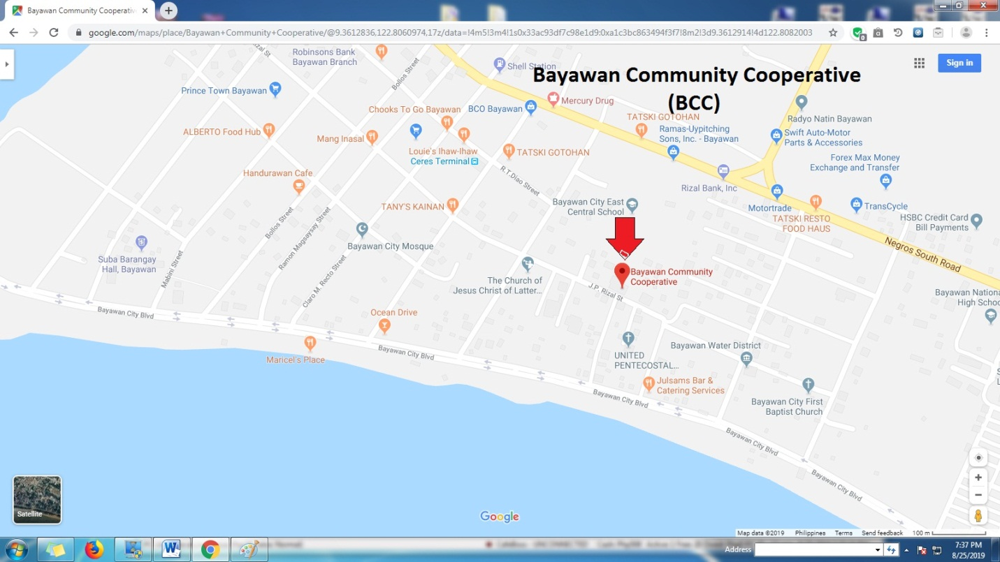 Bayawan Community Cooperativ
google.com/maps/place/Bayawan+Community+Cooperative/@9.3612836,122.8060974,17z/data=!4m5!3m4!1s0x33ac93df7c98e1d9:0xa1c3bc863494f3f7!8m2!3d9.3612914!4d122.8082003
0
Sign in
Bayawan Community Cooperative
(BCC)
Robinsons Bank
Bayawan Branch
Shell Station
Bollos Street
Prince Town Bayawan
Mercury Drug
Chooks To Go Bayawan
BCO Bayawan
TATSKI GOTOHAN
Radyo Natin Bayawan
ALBERTO Food Hub
Mang Inasal
Ramas-Uypitching
Sons, Inc. - Bayawan
Swift Auto-Motor
Parts & Accessories
Louie's Ihaw-Ihaw
Ceres Terminal
TATSKI GOTOHAN
Forex Max Money
Exchange and Transfer
Handurawan Cafe
R.T.Diao Street
Rizal Bank, Inc
TANY'S KAINAN
Bayawan City East
Central School
Motortrade
TransCycle
TATSKI RESTO
FOOD HAUS
HSBC Credit Card
Bill Payments
Bollos Street
Ramon Magsaysay Street
Bayawan City Mosque
Negros South Road
Suba Barangay
Hall, Bayawan
Mabini Street
Claro M. Recto Street
The Church of
Jesus Christ of Latter...
Bayawan Community
Cooperative
J.P. Rizal St
Bayawan Nationa
High Schoo
Bayawan City Blvd
Ocean Drive
Bayawan City Blvd
Maricel's Place
UNITED
PENTECOSTAL...
Bayawan Water District
Julsams Bar &
Catering Services
Bayawan City Blvd
Bayawan City First
Baptist Church
Bayawan City Blvd
Bayawan City Blvd
Satellite
Google
Map data ©2019 Philippines Terms Send feedback 100 m
Address
7:37 PM
8/25/2019